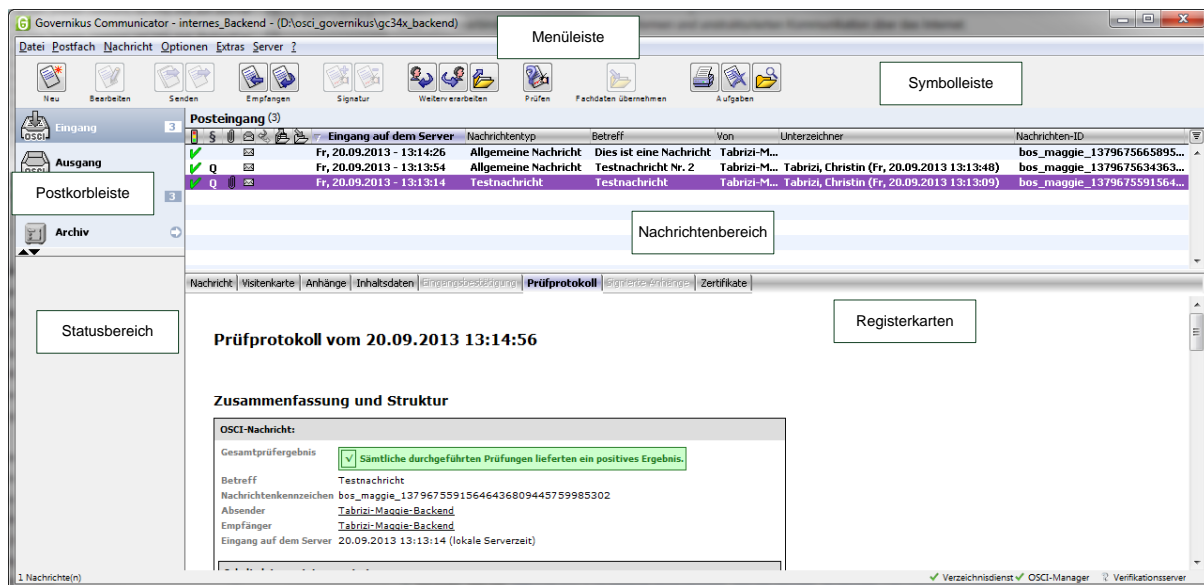 Governikus Communicator - internes_Backend - (D:\osci_governikus\gc34x_backend)
Menüleiste
Datei Postfach Nachricht Optionen Extras Server ?
Neu Bearbeiten Senden Empfangen Signatur Weiterverarbeiten Prüfen Fachdaten übernehmen Aufgaben
Symbolleiste
OSCI Eingang 3
Ausgang
OSCI
Postkorbleiste
3
Archiv
Posteingang (3)
§ Eingang auf dem Server Nachrichtentyp Betreff Von Unterzeichner Nachrichten-ID
Fr, 20.09.2013 - 13:14:26 Allgemeine Nachricht Dies ist eine Nachricht Tabrizi-M... bos_maggie_1379675665895...
Q Fr, 20.09.2013 - 13:13:54 Allgemeine Nachricht Testnachricht Nr. 2 Tabrizi-M... Tabrizi, Christin (Fr, 20.09.2013 13:13:48) bos_maggie_1379675634363...
Q Fr, 20.09.2013 - 13:13:14 Testnachricht Testnachricht Tabrizi-M... Tabrizi, Christin (Fr, 20.09.2013 13:13:09) bos_maggie_1379675591564...
Nachrichtenbereich
Nachricht Visitenkarte Anhänge Inhaltsdaten Eingangsbestätigung Prüfprotokoll Signierte Anhänge Zertifikate
Statusbereich
Registerkarten
Prüfprotokoll vom 20.09.2013 13:14:56
Zusammenfassung und Struktur
OSCI-Nachricht:
Gesamtprüfergebnis Sämtliche durchgeführten Prüfungen lieferten ein positives Ergebnis.
Betreff Testnachricht
Nachrichtenkennzeichen bos_maggie_13796755915646436809445759985302
Absender Tabrizi-Maggie-Backend
Empfänger Tabrizi-Maggie-Backend
Eingang auf dem Server 20.09.2013 13:13:14 (lokale Serverzeit)
1 Nachrichte(n)
Verzeichnisdienst OSCI-Manager Verifikationsserver